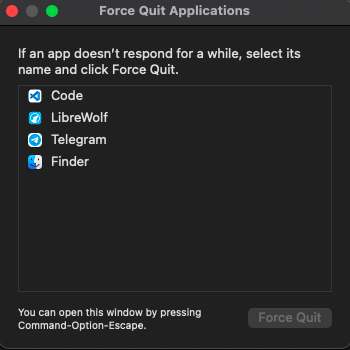 Force Quit Applications
If an app doesn’t respond for a while, select its
name and click Force Quit.
Code
LibreWolf
Telegram
Finder
You can open this window by pressing
Command-Option-Escape.
Force Quit